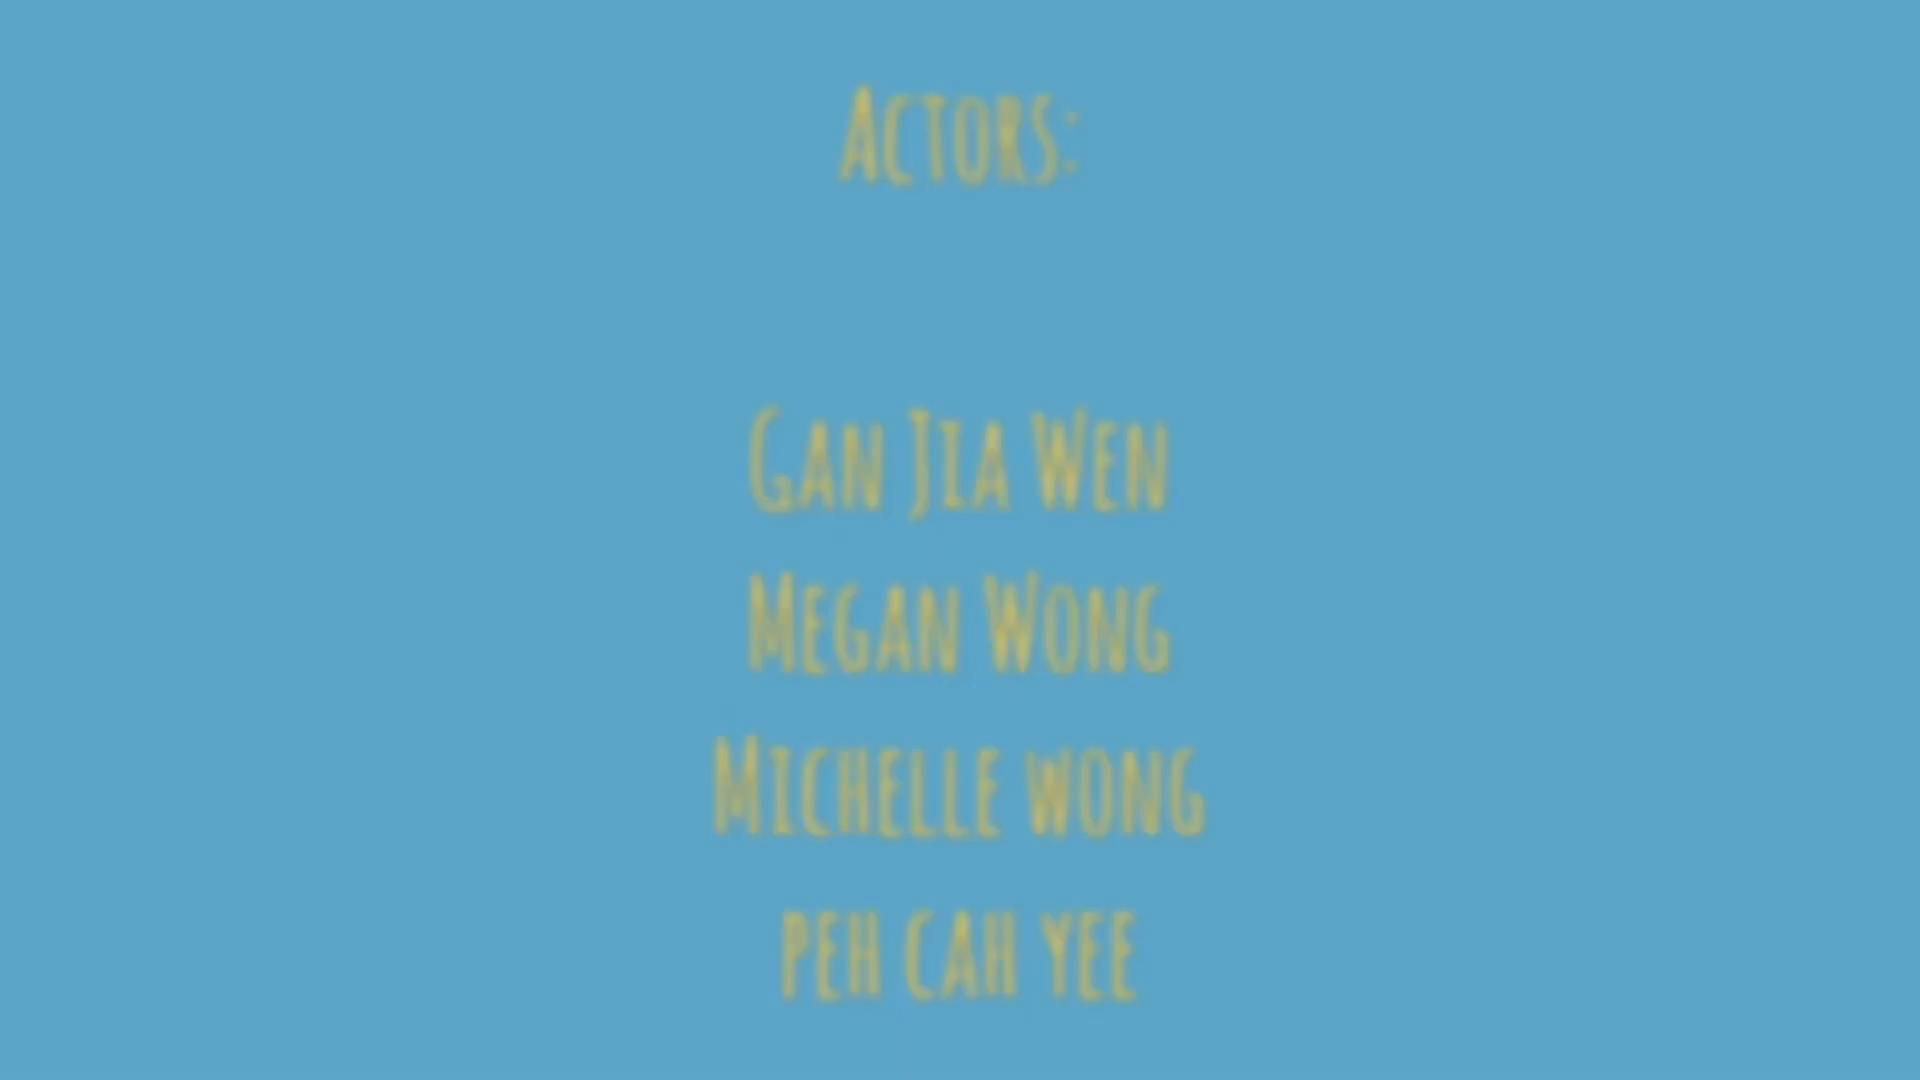 Actors:
Gan Jia Wen
Megan Wong
Michelle wong
peh cah yee